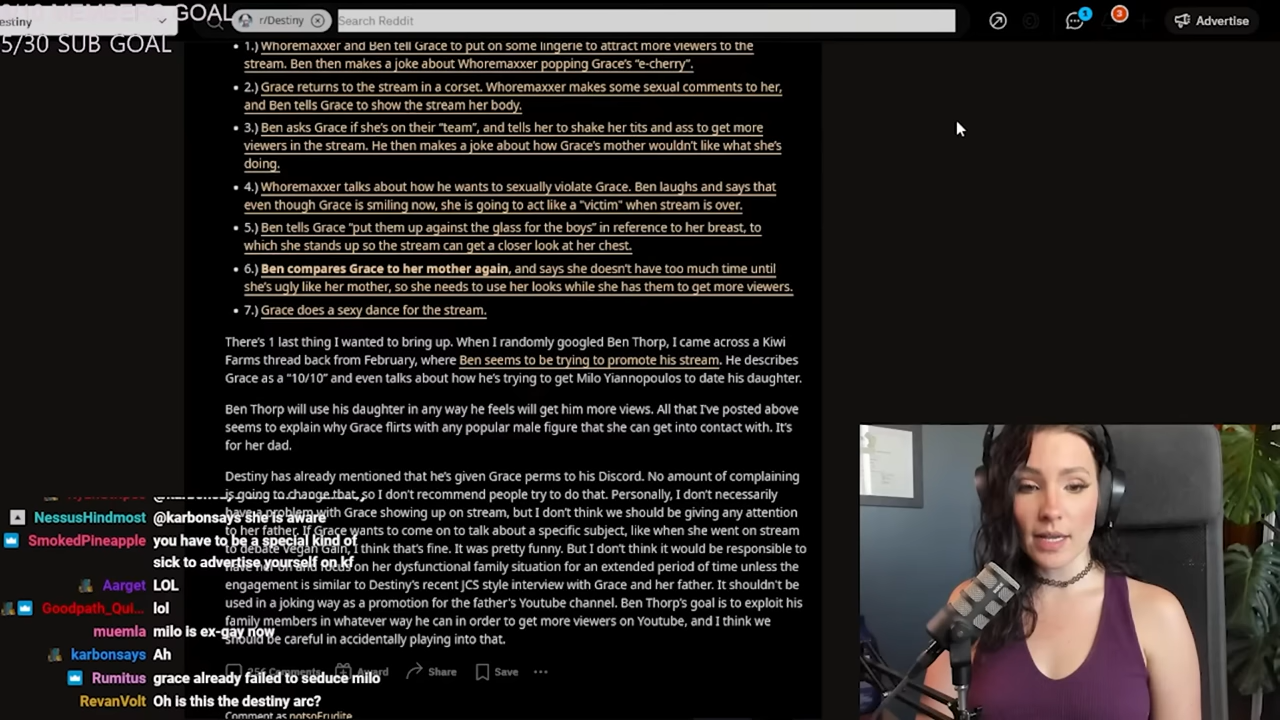 MEMBERS GOAL
5/30 SUB GOAL
estiny
r/Destiny
Search Reddit
1
3
Advertise
1.) Whoremaxxer and Ben tell Grace to put on some lingerie to attract more viewers to the
stream. Ben then makes a joke about Whoremaxxer popping Grace's "e-cherry".
2.) Grace returns to the stream in a corset. Whoremaxxer makes some sexual comments to her,
and Ben tells Grace to show the stream her body.
3.) Ben asks Grace if she's on their "team", and tells her to shake her tits and ass to get more
viewers in the stream. He then makes a joke about how Grace's mother wouldn't like what she's
doing.
4.) Whoremaxxer talks about how he wants to sexually violate Grace. Ben laughs and says that
even though Grace is smiling now, she is going to act like a "victim" when stream is over.
5.) Ben tells Grace "put them up against the glass for the boys" in reference to her breast, to
which she stands up so the stream can get a closer look at her chest.
6.) Ben compares Grace to her mother again, and says she doesn't have too much time until
she's ugly like her mother, so she needs to use her looks while she has them to get more viewers.
7.) Grace does a sexy dance for the stream.
There's 1 last thing I wanted to bring up. When I randomly googled Ben Thorp, I came across a Kiwi
Farms thread back from February, where Ben seems to be trying to promote his stream. He describes
Grace as a "10/10" and even talks about how he's trying to get Milo Yiannopoulos to date his daughter.
Ben Thorp will use his daughter in any way he feels will get him more views. All that I've posted above
seems to explain why Grace flirts with any popular male figure that she can get into contact with. It's
for her dad.
Destiny has already mentioned that he's given Grace perms to his Discord. No amount of complaining
is going to change that, so I don't recommend people try to do that. Personally, I don't necessarily
have a problem with Grace showing up on stream, but I don't think we should be giving any attention
to her father. If Grace wants to come on to talk about a specific subject, like when she went on stream
to debate Vegan Gain, I think that's fine. It was pretty funny. But I don't think it would be responsible to
on her dysfunctional family situation for an extended period of time unless the
engagement is similar to Destiny's recent JCS style interview with Grace and her father. It shouldn't be
used in a joking way as a promotion for the father's Youtube channel. Ben Thorp's goal is to exploit his
family members in whatever way he can in order to get more viewers on Youtube, and I think we
should be careful in accidentally playing into that.
256 Comments Award Share Save
Comment as notsoErudite
NessusHindmost @karbonsays she is aware
SmokedPineapple you have to be a special kind of
sick to advertise yourself on kf
Aarget LOL
Goodpath_Qui... lol
muemla milo is ex-gay now
karbonsays Ah
Rumitus grace already failed to seduce milo
RevanVolt Oh is this the destiny arc?